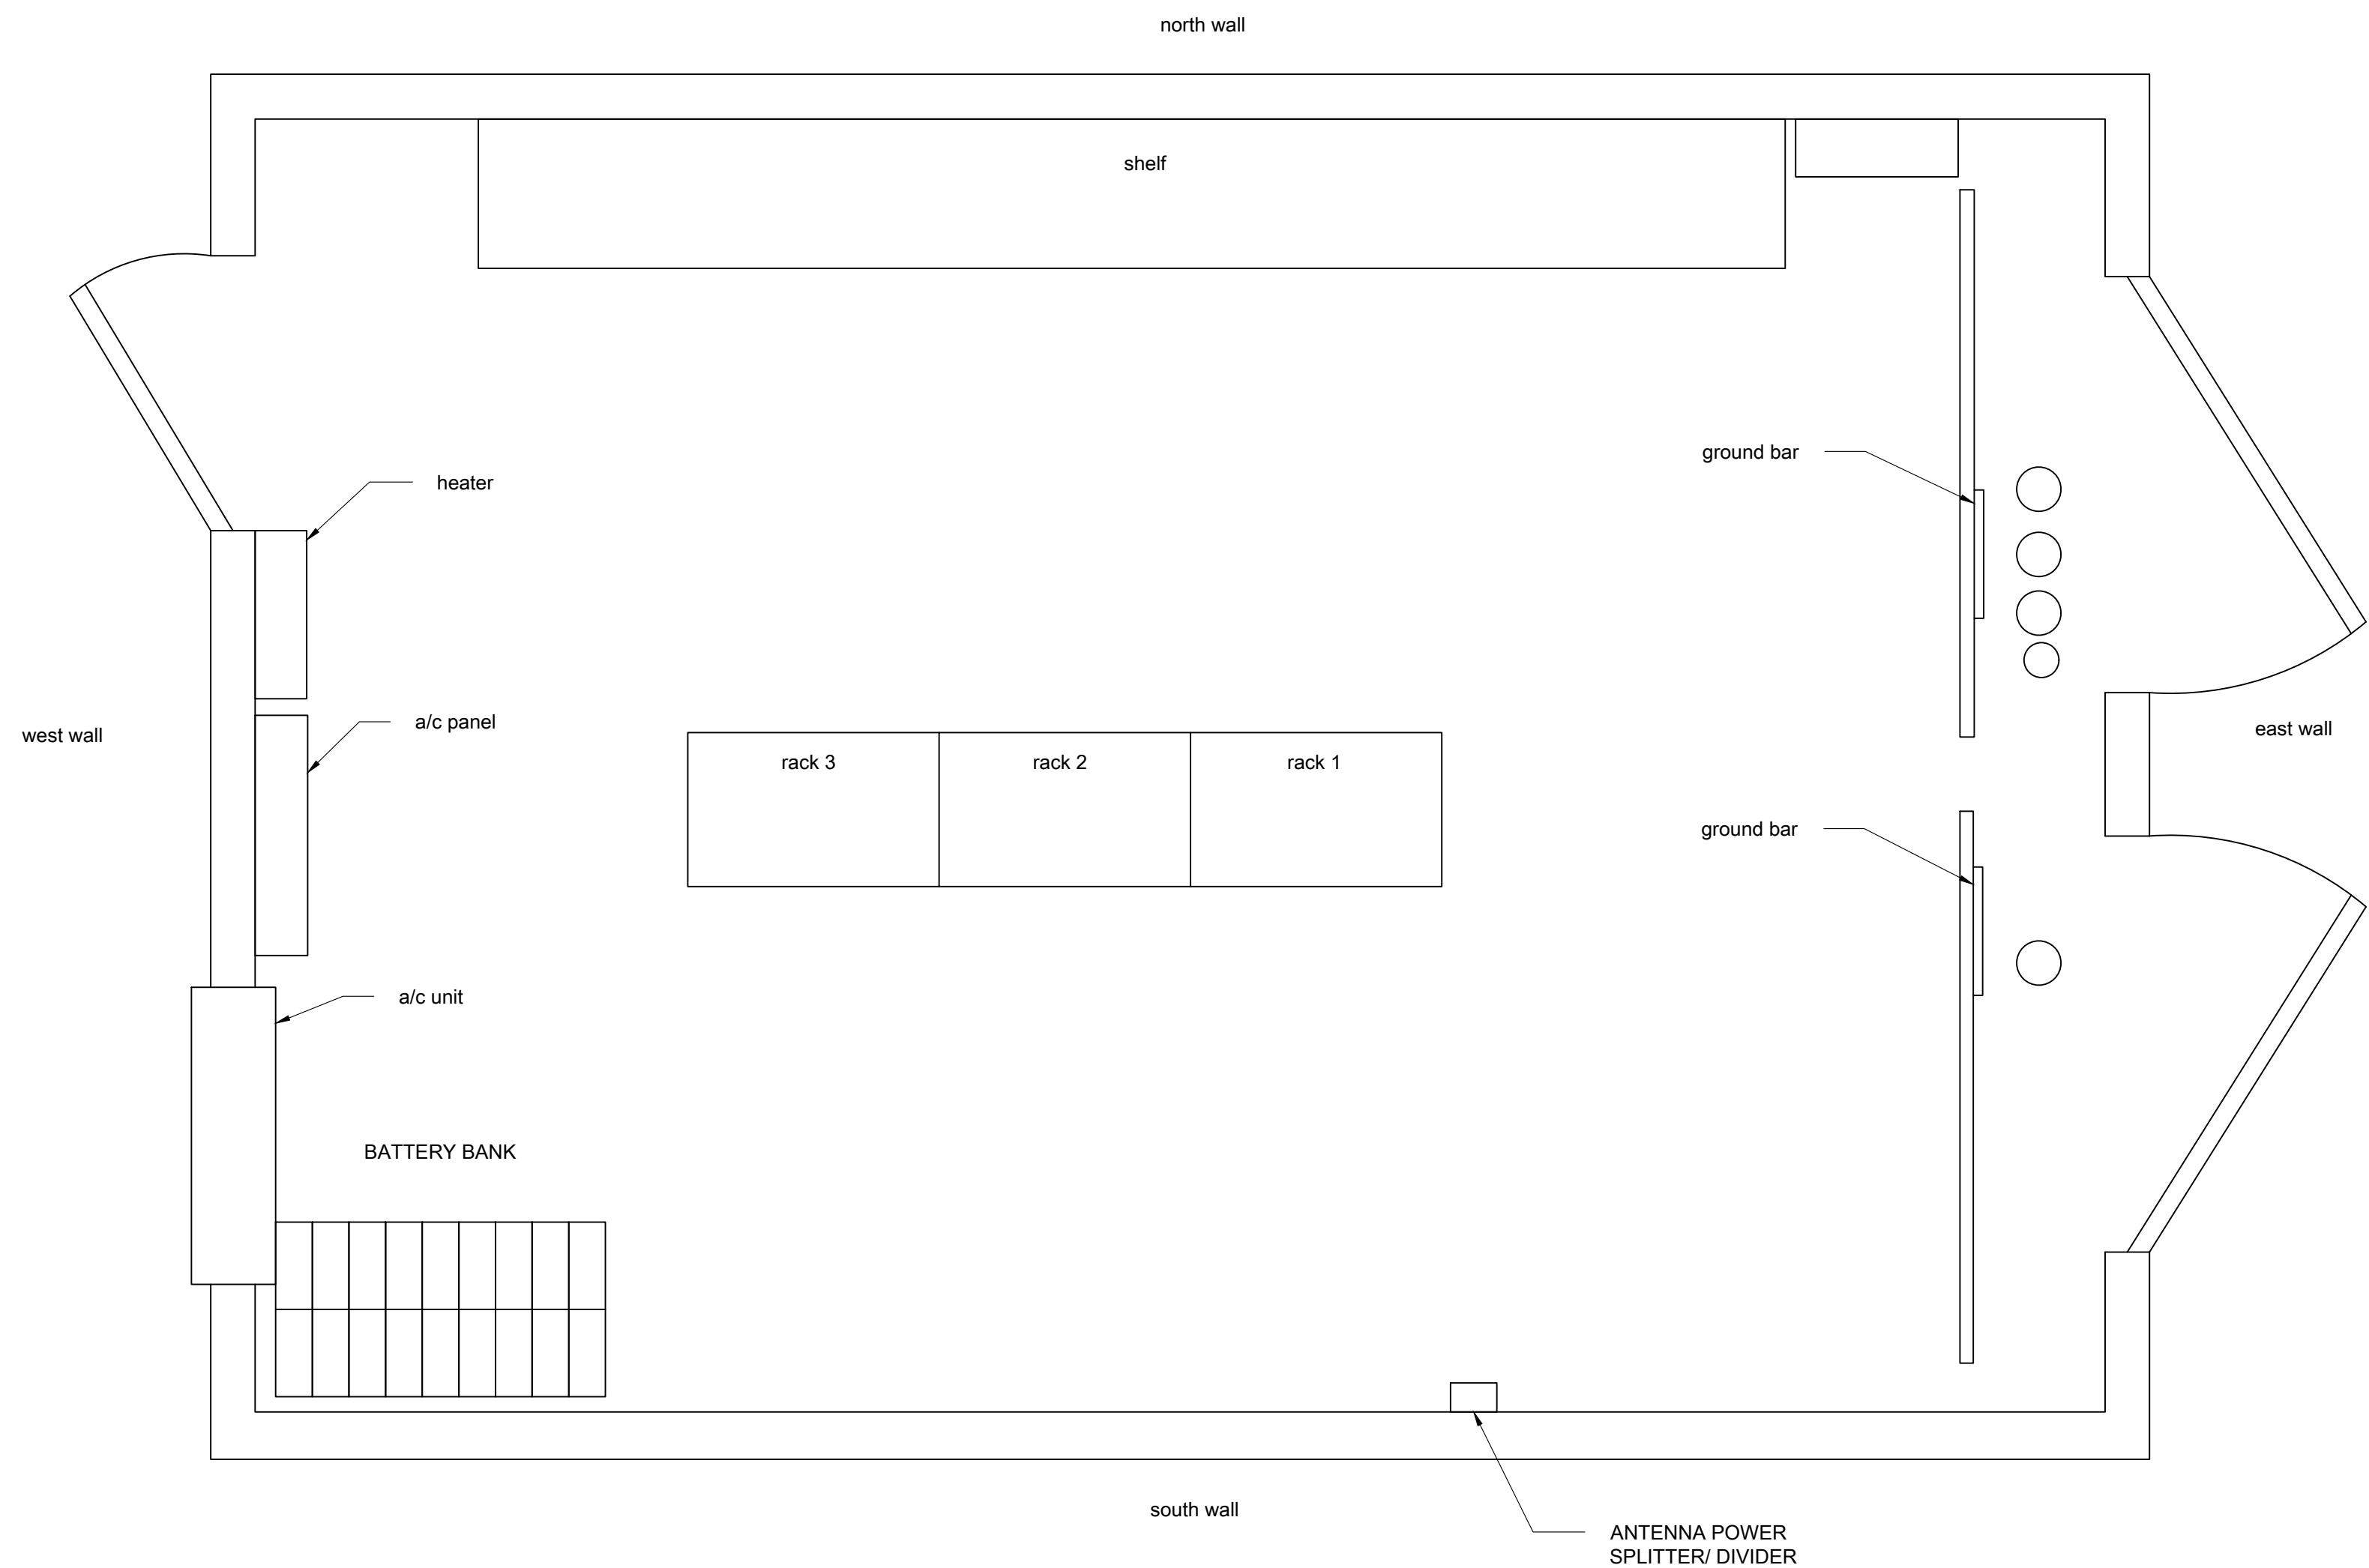 north wall
shelf
ground bar
heater
a/c panel
west wall
east wall
rack 3
rack 2
rack 1
ground bar
a/c unit
BATTERY BANK
south wall
ANTENNA POWER
SPLITTER/ DIVIDER